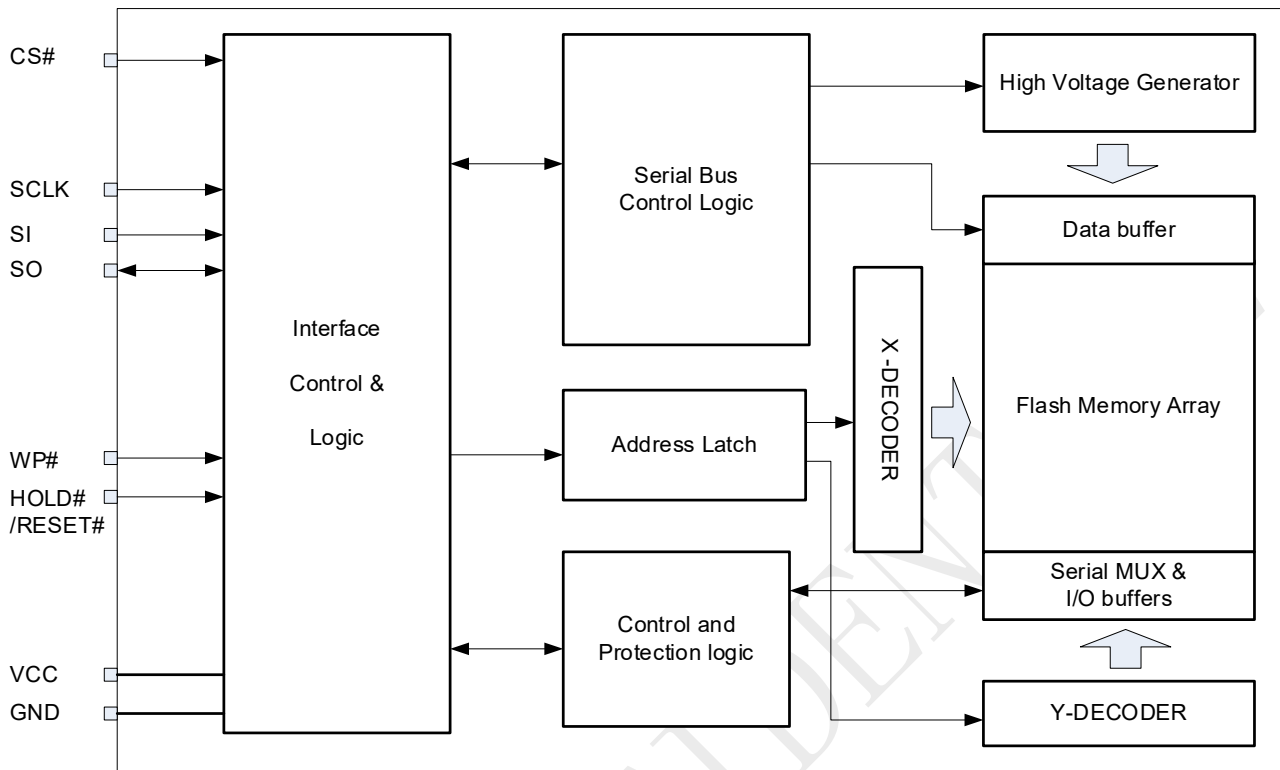 CS#
SCLK
SI
SO
WP#
HOLD#
/RESET#
VCC
GND
Interface
Control &
Logic
Serial Bus
Control Logic
Address Latch
Control and
Protection logic
X -DECODER
High Voltage Generator
Data buffer
Flash Memory Array
Serial MUX &
I/O buffers
Y-DECODER